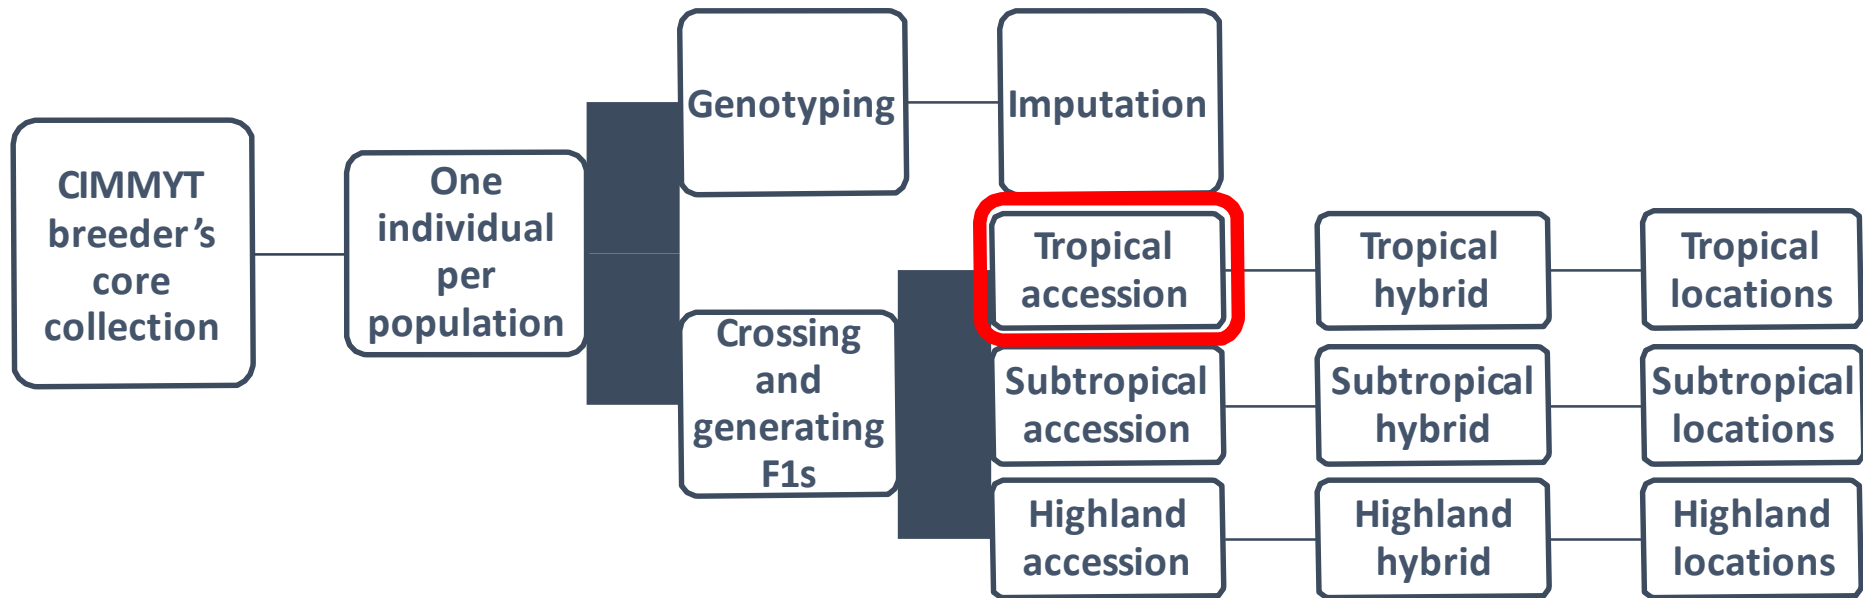 CIMMYT
breeder’s
core
collection
One
individual
per
population
Genotyping
Imputation
Crossing
and
generating
F1s
Tropical
accession
Tropical
hybrid
Tropical
locations
Subtropical
accession
Subtropical
hybrid
Subtropical
locations
Highland
accession
Highland
hybrid
Highland
locations